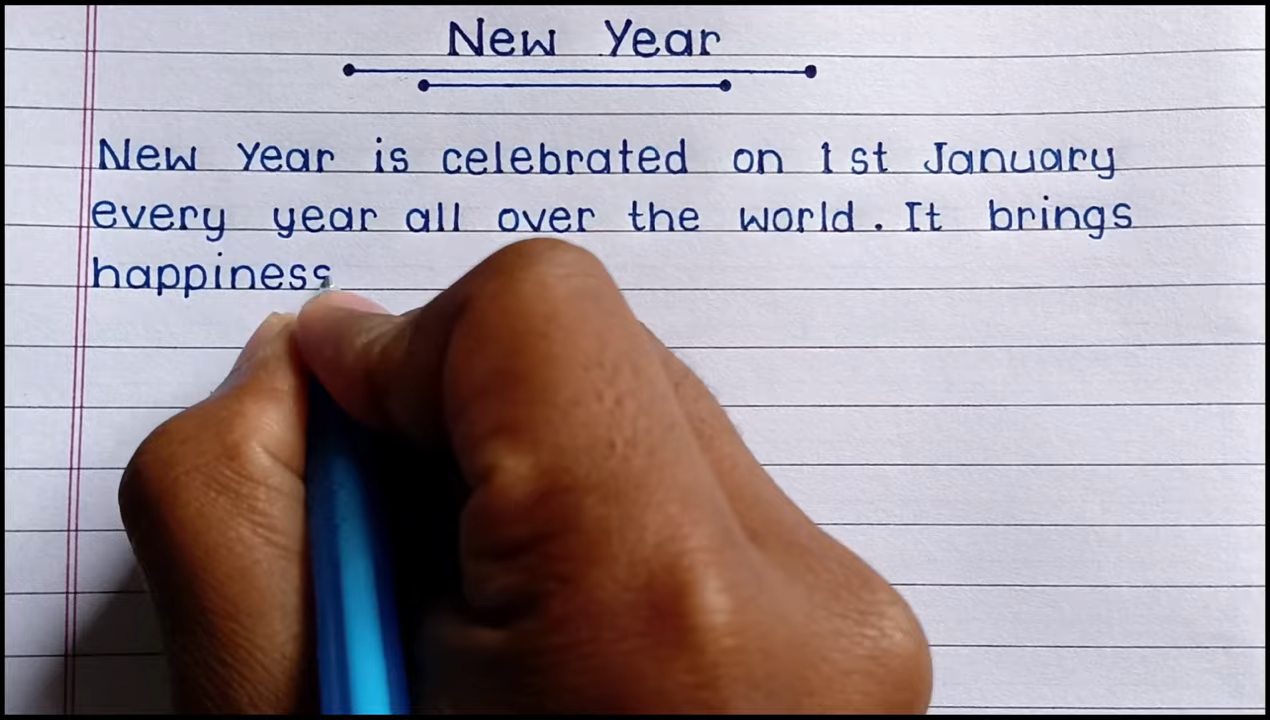 New Year
New Year is celebrated on 1st January
every year all over the world. It brings
happiness